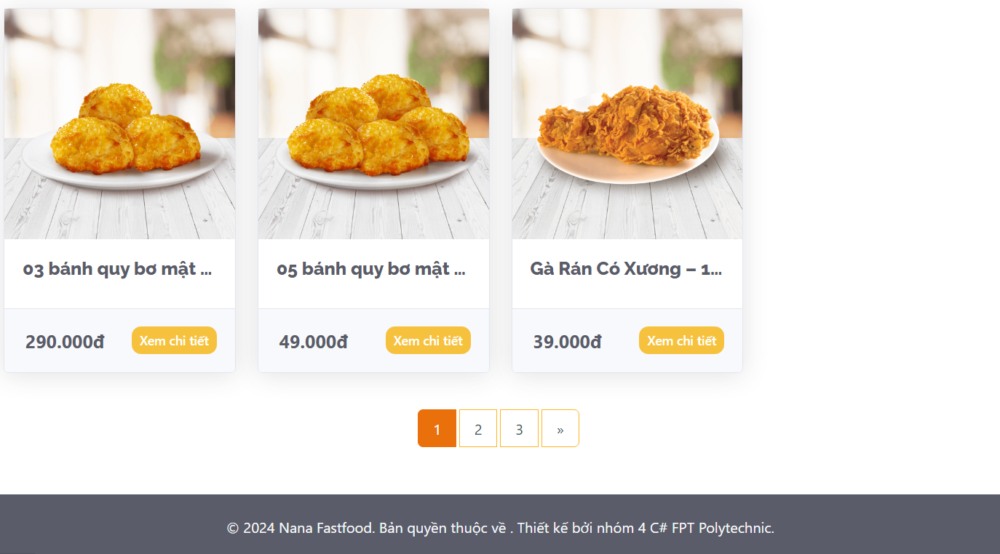 03 bánh quy bơ mật ...
05 bánh quy bơ mật ...
Gà Rán Có Xương – 1...
290.000đ
Xem chi tiết
49.000đ
Xem chi tiết
39.000đ
Xem chi tiết
1 2 3 »
© 2024 Nana Fastfood. Bản quyền thuộc về . Thiết kế bởi nhóm 4 C# FPT Polytechnic.